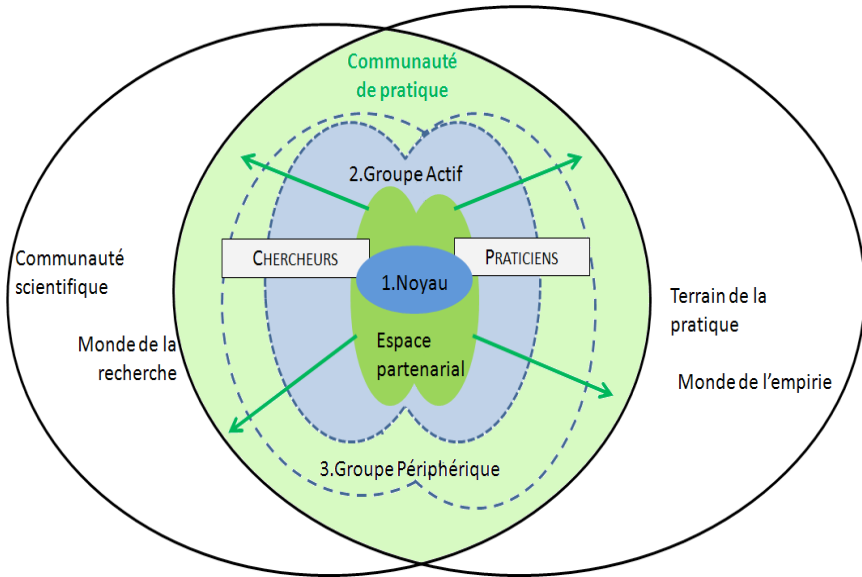 Communauté
de pratique
2.Groupe Actif
CHERCHEURS
PRATICIENS
1.Noyau
Communauté
scientifique
Monde de la
recherche
Espace
partenarial
Terrain de la
pratique
Monde de l'empirie
3.Groupe Périphérique